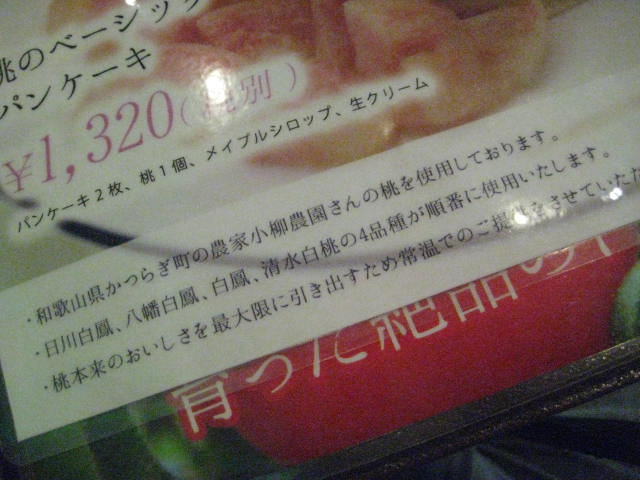 桃のベーシック
パンケーキ
¥1,320(税別)
パンケーキ2枚、桃1個、メイプルシロップ、生クリーム
・和歌山県かつらぎ町の農家小柳農園さんの桃を使用しております。
・日川白鳳、八幡白鳳、白鳳、清水白桃の4品種が順番に使用いたします。
・桃本来のおいしさを最大限に引き出すため常温でのご提供をさせていただ
育った絶品の